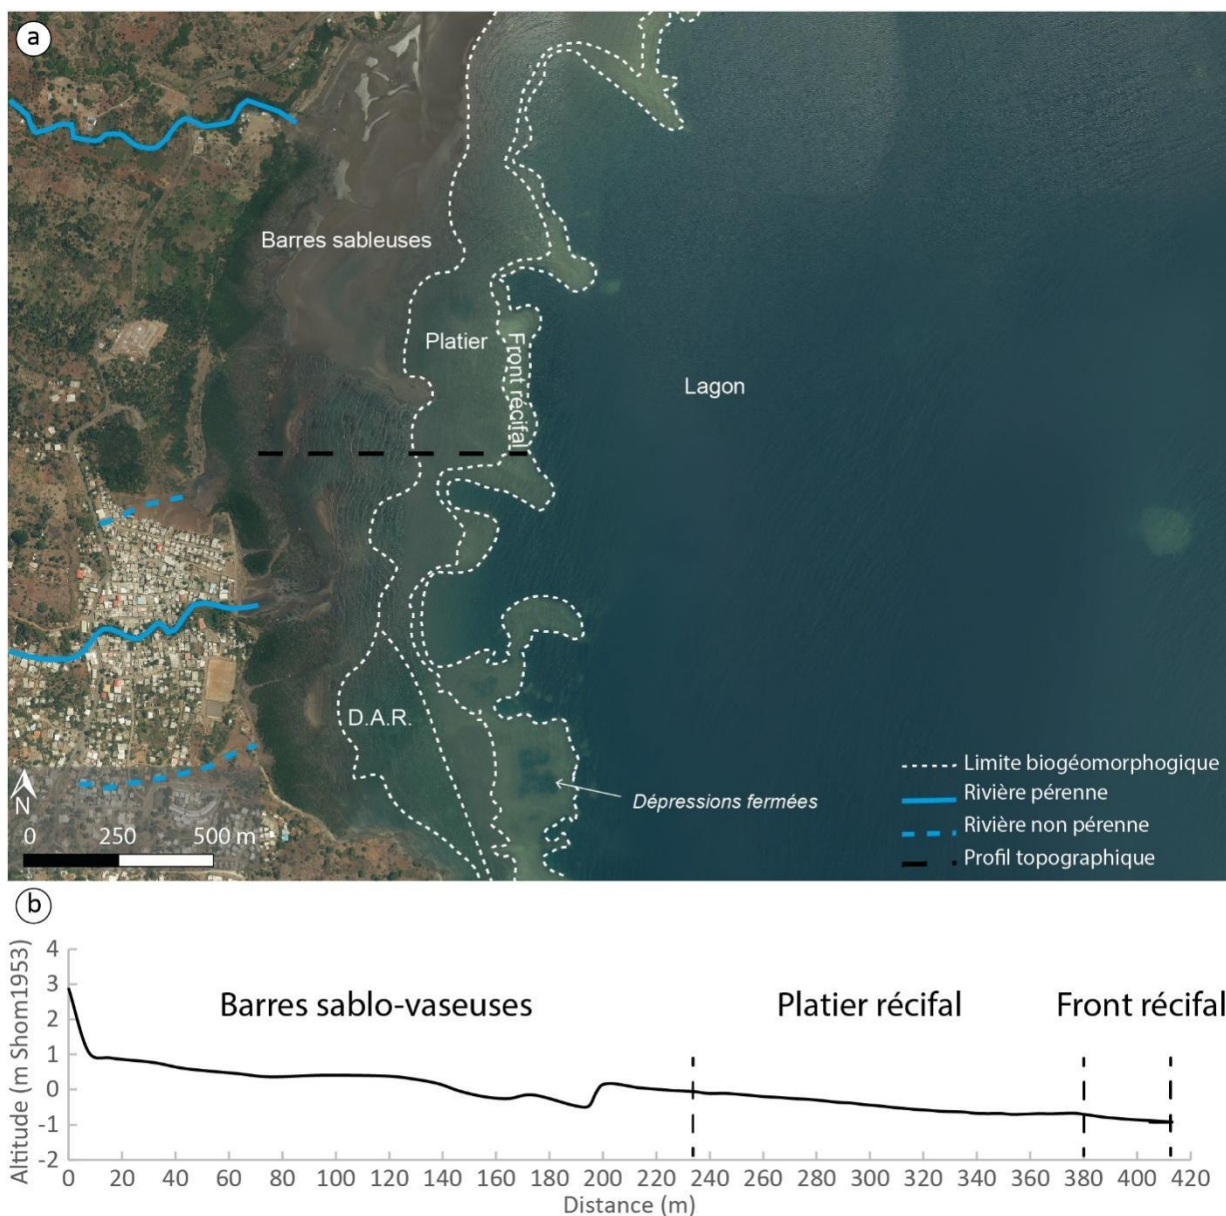 a
Barres sableuses
Platier
Front récifal
Lagon
D.A.R.
Dépressions fermées
N
0 250 500 m
Limite biogéomorphogique
Rivière pérenne
Rivière non pérenne
Profil topographique
b
Altitude (m Shom1953)
4
3
2
1
0
-1
-2
Barres sablo-vaseuses
Platier récifal
Front récifal
0 20 40 60 80 100 120 140 160 180 200 220 240 260 280 300 320 340 360 380 400 420
Distance (m)